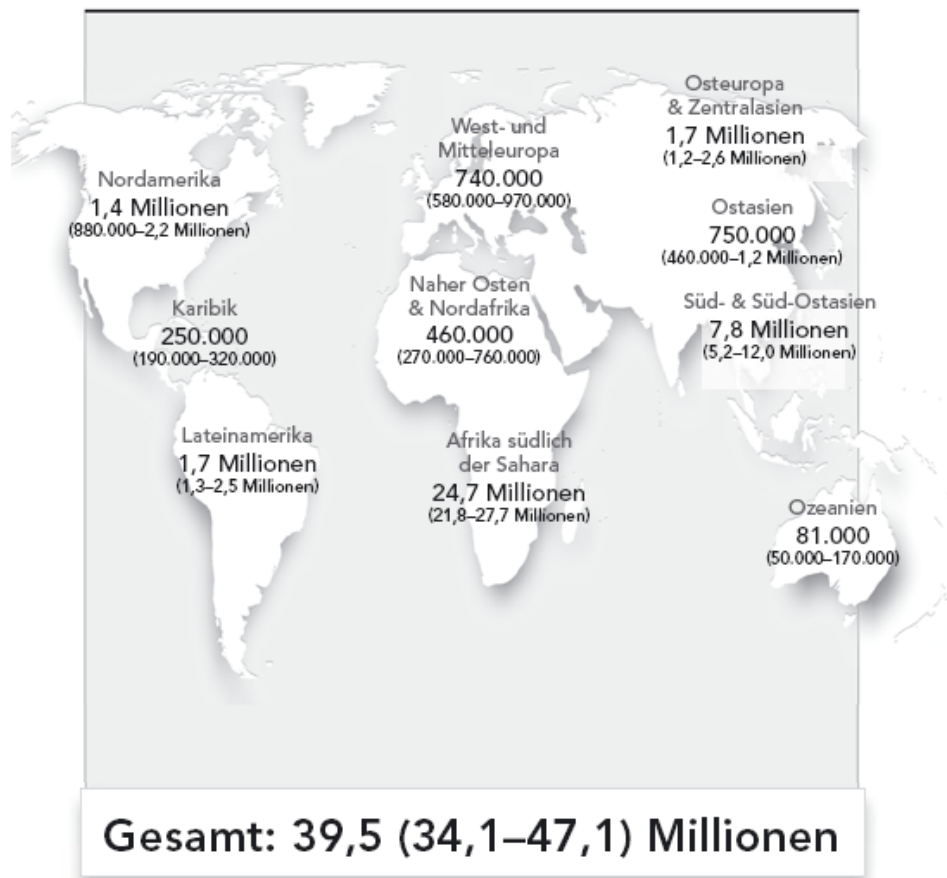 Osteuropa
& Zentralasien
1,7 Millionen
(1,2–2,6 Millionen)
West- und
Mitteleuropa
740.000
(580.000–970.000)
Nordamerika
1,4 Millionen
(880.000–2,2 Millionen)
Ostasien
750.000
(460.000–1,2 Millionen)
Naher Osten
& Nordafrika
460.000
(270.000–760.000)
Süd- & Süd-Ostasien
7,8 Millionen
(5,2–12,0 Millionen)
Karibik
250.000
(190.000–320.000)
Lateinamerika
1,7 Millionen
(1,3–2,5 Millionen)
Afrika südlich
der Sahara
24,7 Millionen
(21,8–27,7 Millionen)
Ozeanien
81.000
(50.000–170.000)
Gesamt: 39,5 (34,1–47,1) Millionen